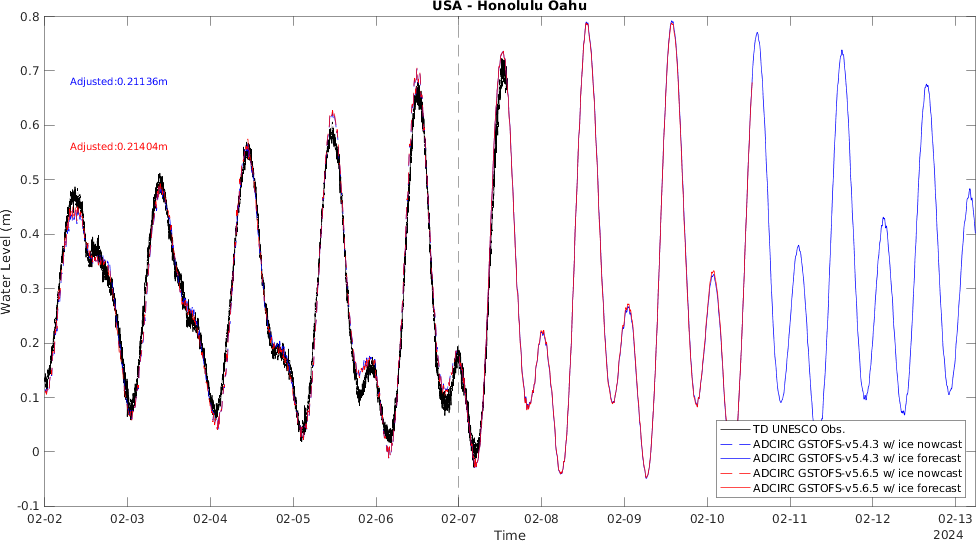 USA - Honolulu Oahu
0.8
0.7
0.6
0.5
0.4
0.3
0.2
0.1
0
-0.1
Water Level (m)
Adjusted:0.21136m
Adjusted:0.21404m
TD UNESCO Obs.
ADCIRC GSTOFS-v5.4.3 w/ ice nowcast
ADCIRC GSTOFS-v5.4.3 w/ ice forecast
ADCIRC GSTOFS-v5.6.5 w/ ice nowcast
ADCIRC GSTOFS-v5.6.5 w/ ice forecast
02-02 02-03 02-04 02-05 02-06 02-07 02-08 02-09 02-10 02-11 02-12 02-13
Time
2024